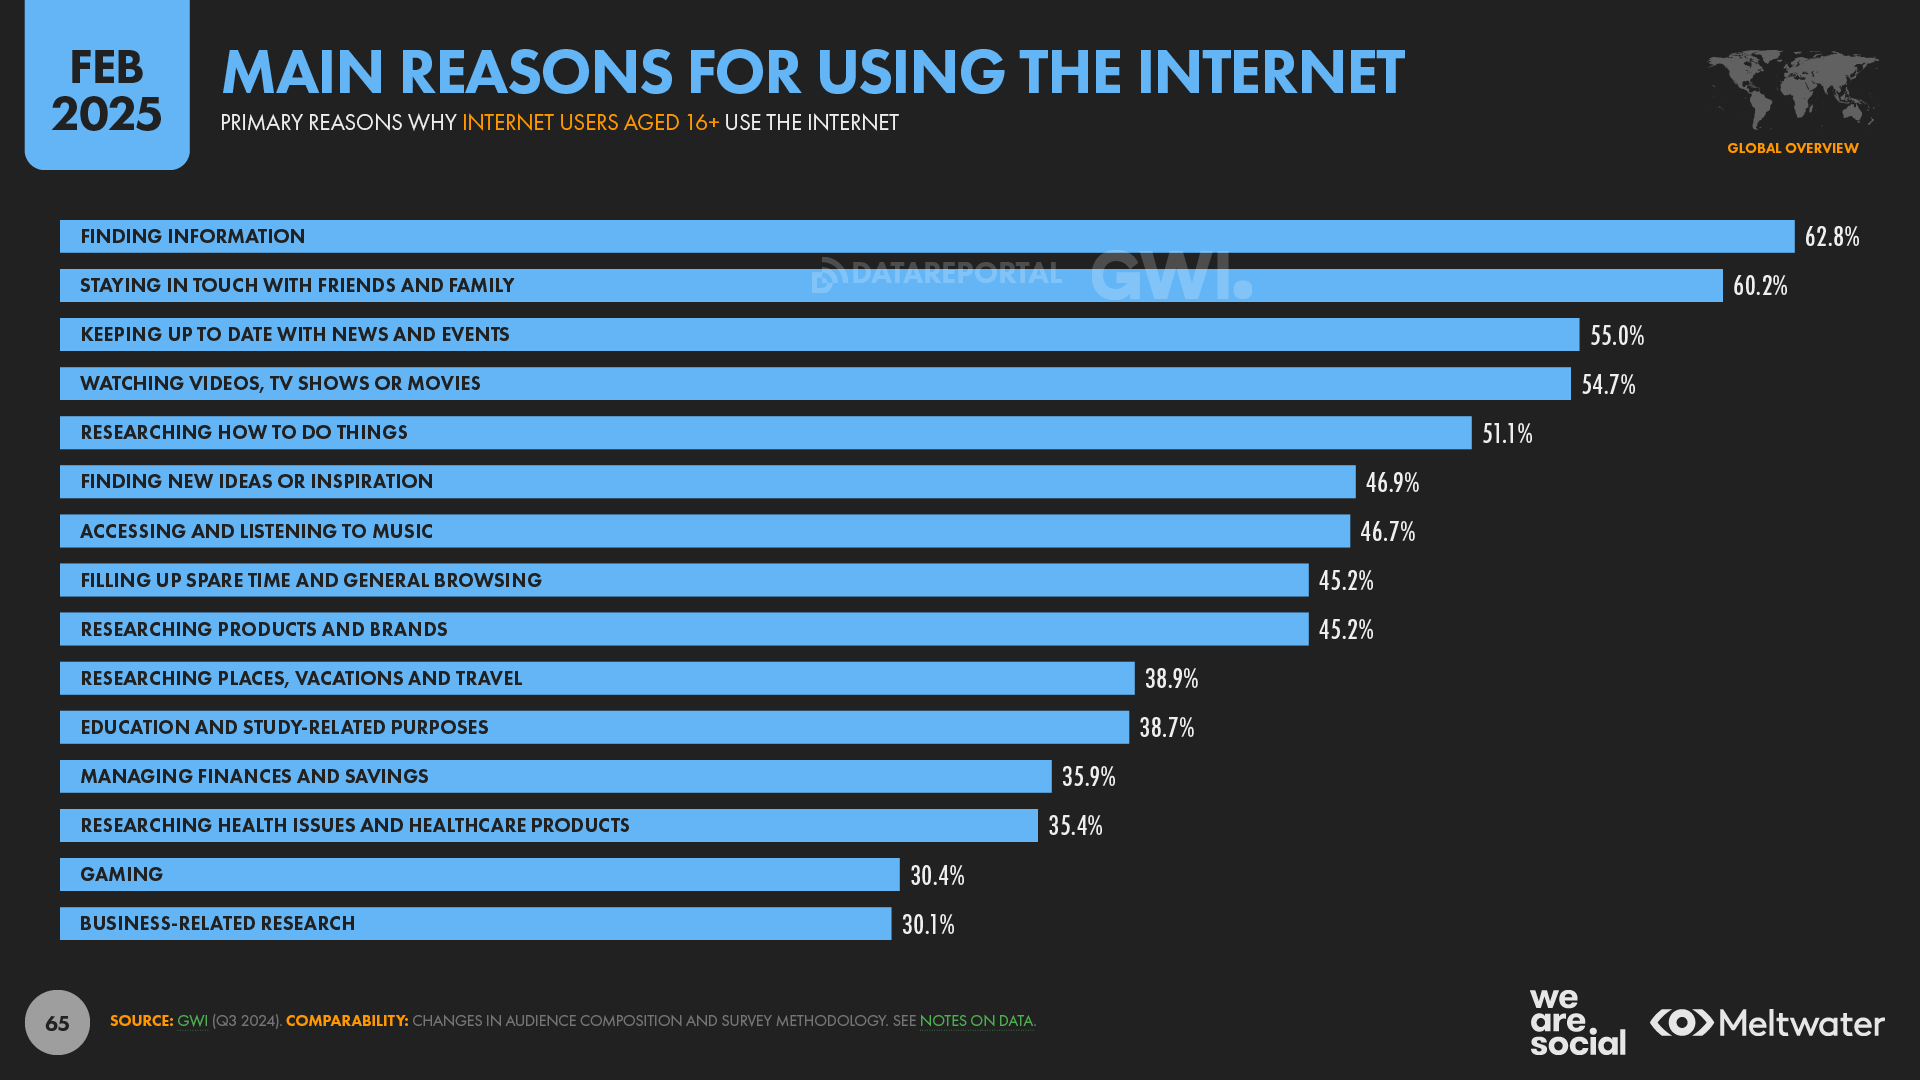 FEB
2025
MAIN REASONS FOR USING THE INTERNET
PRIMARY REASONS WHY INTERNET USERS AGED 16+ USE THE INTERNET
GLOBAL OVERVIEW
FINDING INFORMATION 62.8%
DATAREPORTAL GWI.
STAYING IN TOUCH WITH FRIENDS AND FAMILY 60.2%
KEEPING UP TO DATE WITH NEWS AND EVENTS 55.0%
WATCHING VIDEOS, TV SHOWS OR MOVIES 54.7%
RESEARCHING HOW TO DO THINGS 51.1%
FINDING NEW IDEAS OR INSPIRATION 46.9%
ACCESSING AND LISTENING TO MUSIC 46.7%
FILLING UP SPARE TIME AND GENERAL BROWSING 45.2%
RESEARCHING PRODUCTS AND BRANDS 45.2%
RESEARCHING PLACES, VACATIONS AND TRAVEL 38.9%
EDUCATION AND STUDY-RELATED PURPOSES 38.7%
MANAGING FINANCES AND SAVINGS 35.9%
RESEARCHING HEALTH ISSUES AND HEALTHCARE PRODUCTS 35.4%
GAMING 30.4%
BUSINESS-RELATED RESEARCH 30.1%
65
SOURCE: GWI (Q3 2024). COMPARABILITY: CHANGES IN AUDIENCE COMPOSITION AND SURVEY METHODOLOGY. SEE NOTES ON DATA.
we
are
social
Meltwater